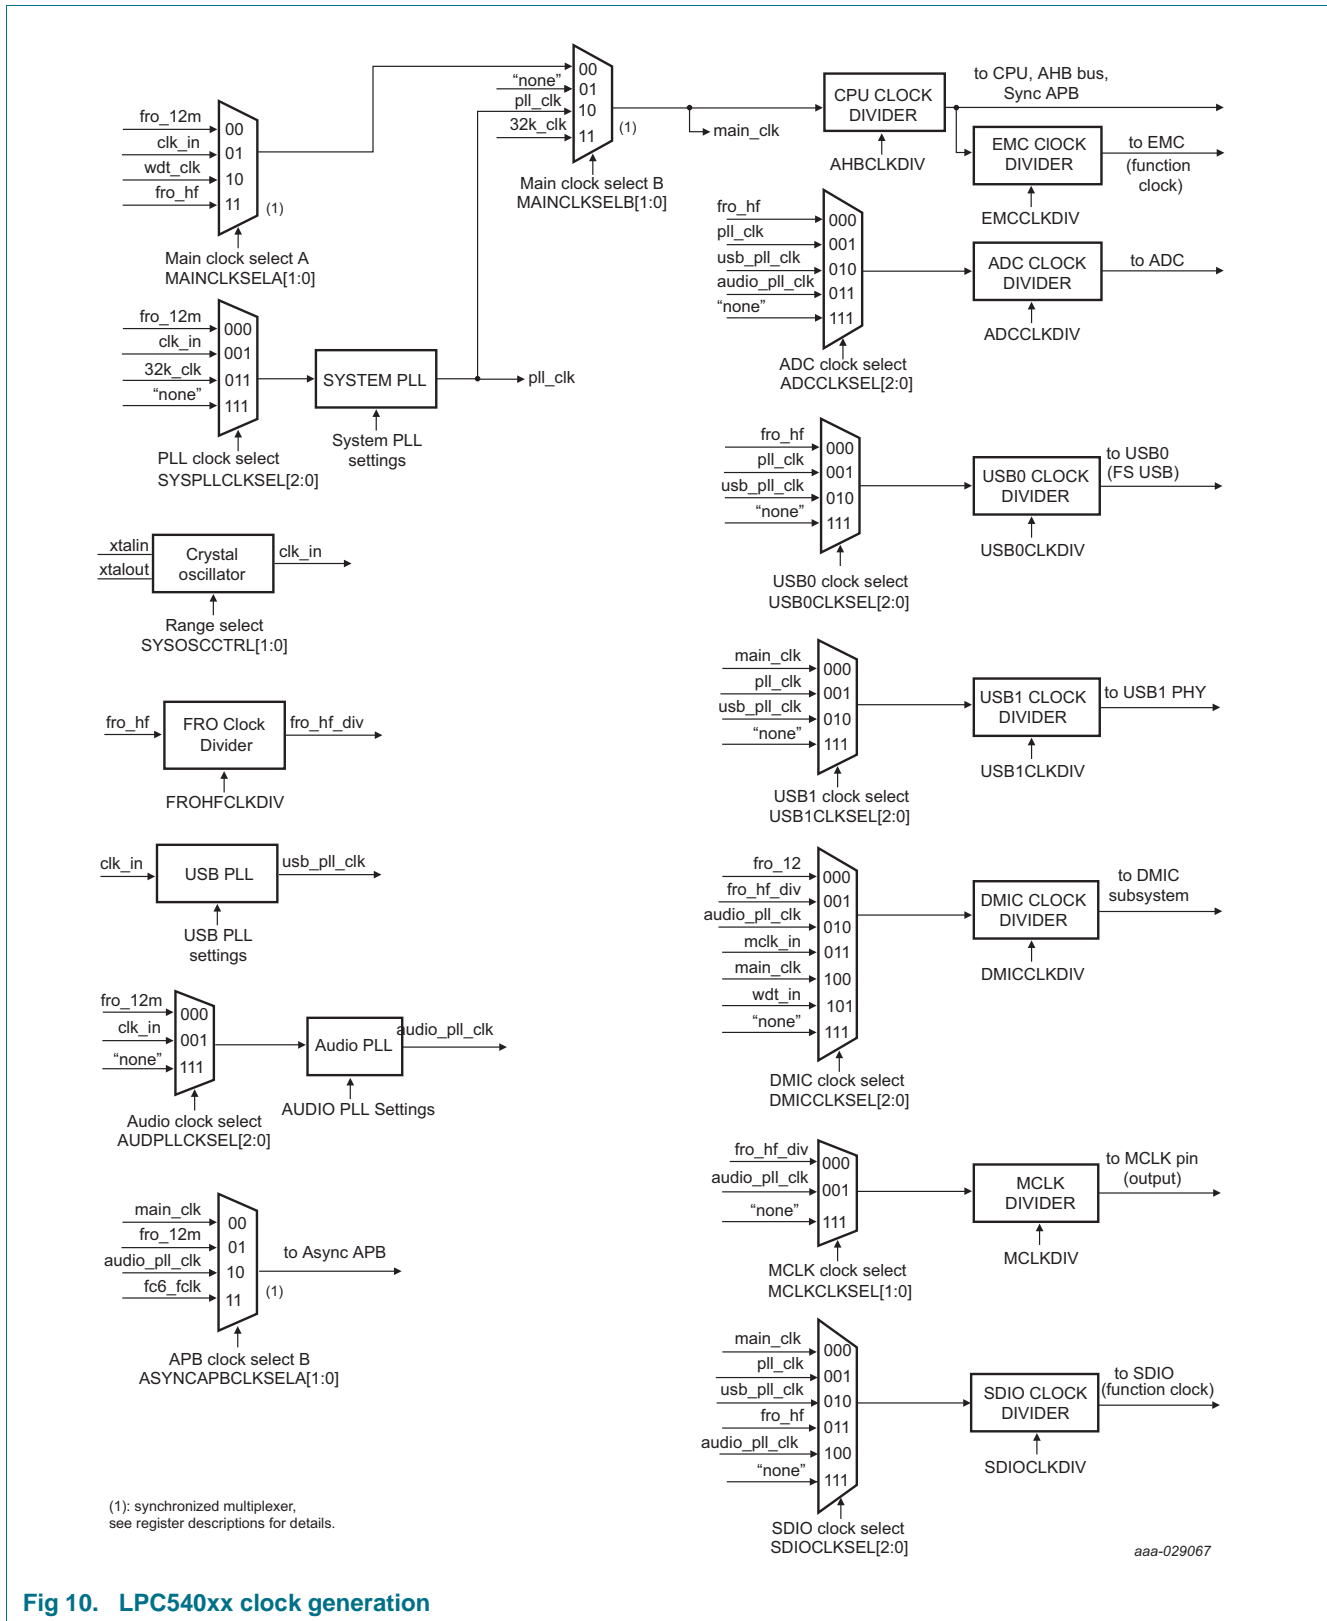 fro_12m
clk_in
wdt_clk
fro_hf
00
01
10
11
(1)
Main clock select A
MAINCLKSELA[1:0]
“none”
pll_clk
32k_clk
00
01
10
11
(1)
Main clock select B
MAINCLKSELB[1:0]
main_clk
CPU CLOCK
DIVIDER
AHBCLKDIV
to CPU, AHB bus,
Sync APB
EMC ClOCK
DIVIDER
EMCCLKDIV
to EMC
(function
clock)
fro_12m
clk_in
32k_clk
“none”
000
001
011
111
PLL clock select
SYSPLLCLKSEL[2:0]
SYSTEM PLL
System PLL
settings
pll_clk
fro_hf
pll_clk
usb_pll_clk
audio_pll_clk
“none”
000
001
010
011
111
ADC clock select
ADCCLKSEL[2:0]
ADC CLOCK
DIVIDER
ADCCLKDIV
to ADC
fro_hf
pll_clk
usb_pll_clk
“none”
000
001
010
111
USB0 clock select
USB0CLKSEL[2:0]
USB0 CLOCK
DIVIDER
USB0CLKDIV
to USB0
(FS USB)
xtalin
xtalout
Crystal
oscillator
clk_in
Range select
SYSOSCCTRL[1:0]
main_clk
pll_clk
usb_pll_clk
“none”
000
001
010
111
USB1 clock select
USB1CLKSEL[2:0]
USB1 CLOCK
DIVIDER
USB1CLKDIV
to USB1 PHY
fro_hf
FRO Clock
Divider
fro_hf_div
FROHFCLKDIV
clk_in
USB PLL
usb_pll_clk
USB PLL
settings
fro_12
fro_hf_div
audio_pll_clk
mclk_in
main_clk
wdt_in
“none”
000
001
010
011
100
101
111
DMIC clock select
DMICCLKSEL[2:0]
DMIC CLOCK
DIVIDER
DMICCLKDIV
to DMIC
subsystem
fro_12m
clk_in
“none”
000
001
111
Audio clock select
AUDPLLCKSEL[2:0]
Audio PLL
audio_pll_clk
AUDIO PLL Settings
fro_hf_div
audio_pll_clk
“none”
000
001
111
MCLK clock select
MCLKCLKSEL[1:0]
MCLK
DIVIDER
MCLKDIV
to MCLK pin
(output)
main_clk
fro_12m
audio_pll_clk
fc6_fclk
00
01
10
11
(1)
to Async APB
APB clock select B
ASYNCAPBCLKSELA[1:0]
main_clk
pll_clk
usb_pll_clk
fro_hf
audio_pll_clk
“none”
000
001
010
011
100
111
SDIO clock select
SDIOCLKSEL[2:0]
SDIO CLOCK
DIVIDER
SDIOCLKDIV
to SDIO
(function clock)
(1): synchronized multiplexer,
see register descriptions for details.
aaa-029067
Fig 10. LPC540xx clock generation